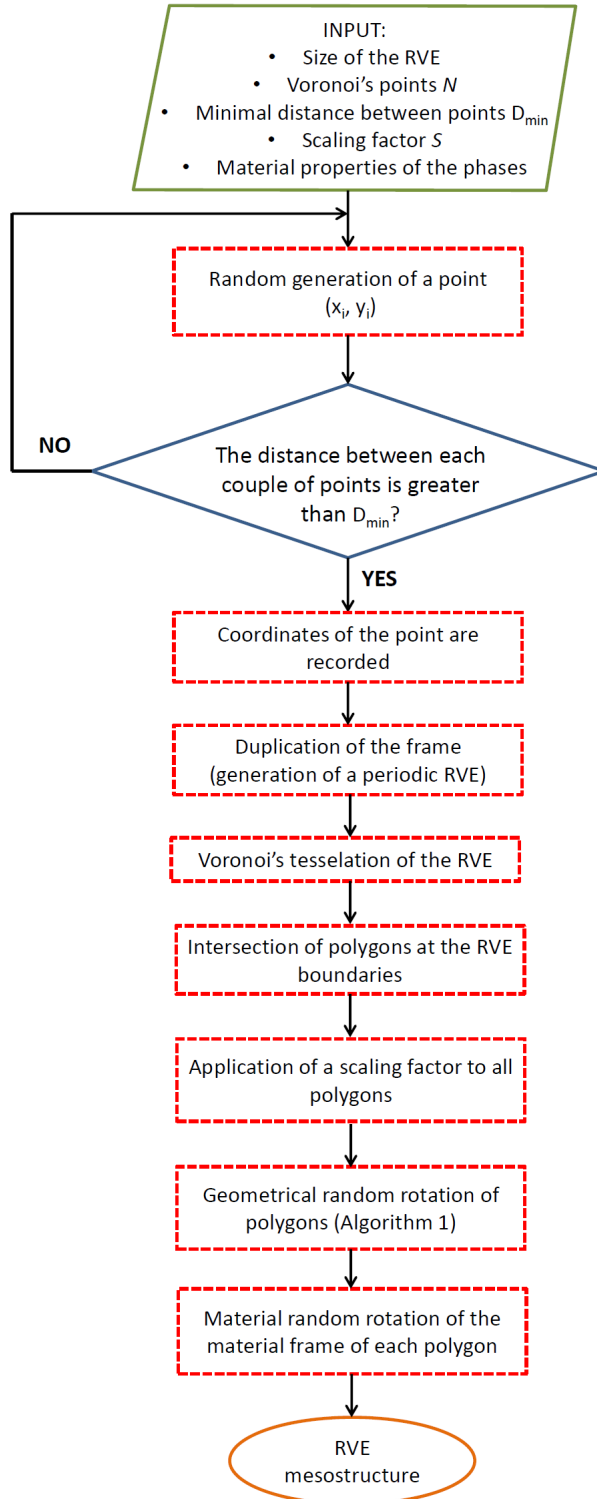 INPUT:
• Size of the RVE
• Voronoi's points N
• Minimal distance between points Dmin
• Scaling factor S
• Material properties of the phases
Random generation of a point
(xi, yi)
NO
The distance between each
couple of points is greater
than Dmin?
YES
Coordinates of the point are
recorded
Duplication of the frame
(generation of a periodic RVE)
Voronoi's tesselation of the RVE
Intersection of polygons at the RVE
boundaries
Application of a scaling factor to all
polygons
Geometrical random rotation of
polygons (Algorithm 1)
Material random rotation of the
material frame of each polygon
RVE
mesostructure